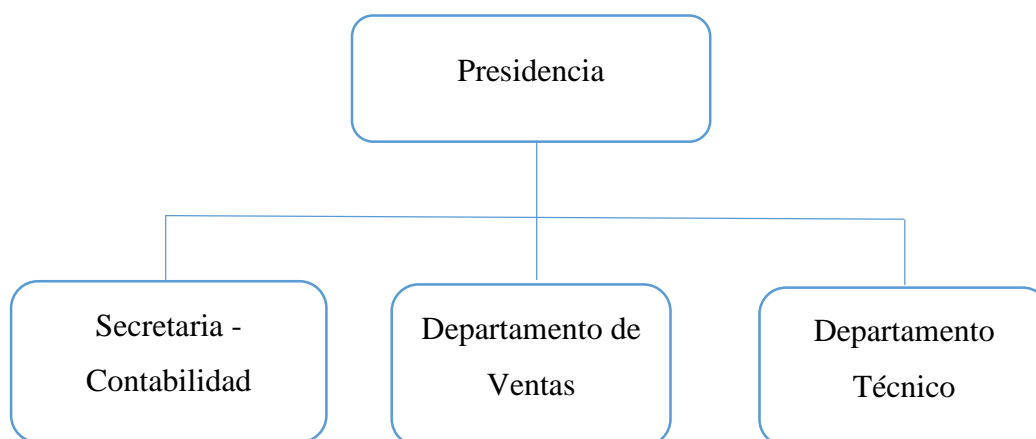 Presidencia
Secretaria -
Contabilidad
Departamento de
Ventas
Departamento
Técnico